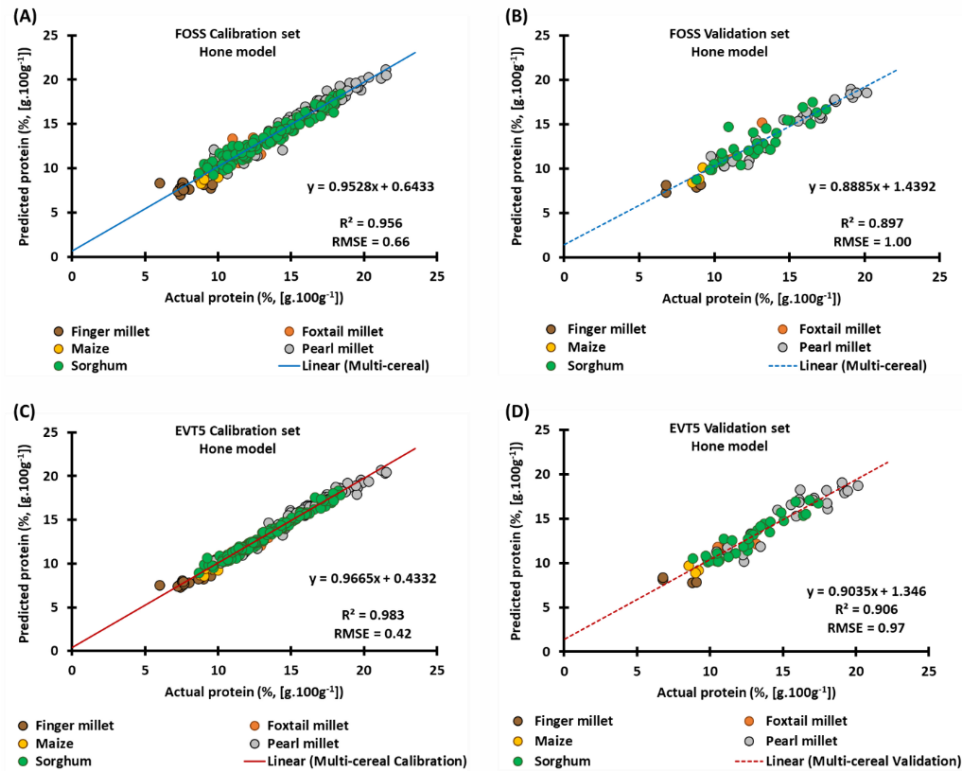 (A)
FOSS Calibration set
Hone model
Predicted protein (%, [g.100g⁻¹])
25
20
15
10
5
0
y = 0.9528x + 0.6433
R² = 0.956
RMSE = 0.66
0 5 10 15 20 25
Actual protein (%, [g.100g⁻¹])
Finger millet
Foxtail millet
Maize
Pearl millet
Sorghum
Linear (Multi-cereal)
(B)
FOSS Validation set
Hone model
Predicted protein (%, [g.100g⁻¹])
25
20
15
10
5
0
y = 0.8885x + 1.4392
R² = 0.897
RMSE = 1.00
0 5 10 15 20 25
Actual protein (%, [g.100g⁻¹])
Finger millet
Foxtail millet
Maize
Pearl millet
Sorghum
Linear (Multi-cereal)
(C)
EVT5 Calibration set
Hone model
Predicted protein (%, [g.100g⁻¹])
25
20
15
10
5
0
y = 0.9665x + 0.4332
R² = 0.983
RMSE = 0.42
0 5 10 15 20 25
Actual protein (%, [g.100g⁻¹])
Finger millet
Foxtail millet
Maize
Pearl millet
Sorghum
Linear (Multi-cereal Calibration)
(D)
EVT5 Validation set
Hone model
Predicted protein (%, [g.100g⁻¹])
25
20
15
10
5
0
y = 0.9035x + 1.346
R² = 0.906
RMSE = 0.97
0 5 10 15 20 25
Actual protein (%, [g.100g⁻¹])
Finger millet
Foxtail millet
Maize
Pearl millet
Sorghum
Linear (Multi-cereal Validation)